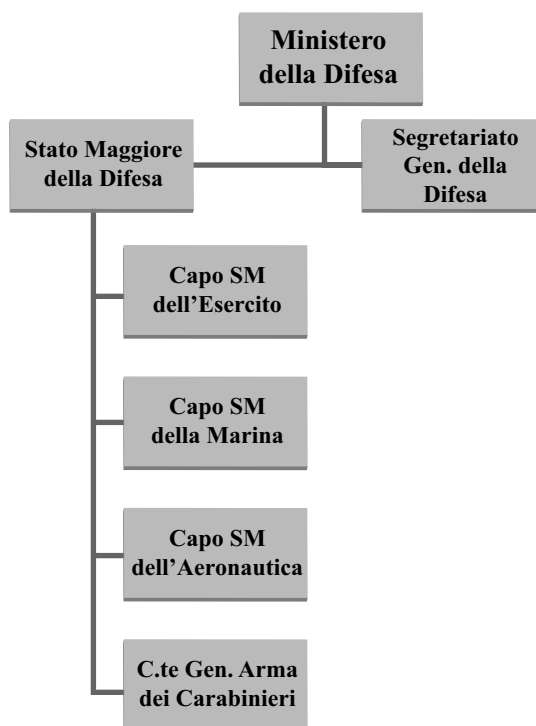 Ministero
della Difesa
Stato Maggiore
della Difesa
Segretariato
Gen. della
Difesa
Capo SM
dell’Esercito
Capo SM
della Marina
Capo SM
dell’Aeronautica
C.te Gen. Arma
dei Carabinieri